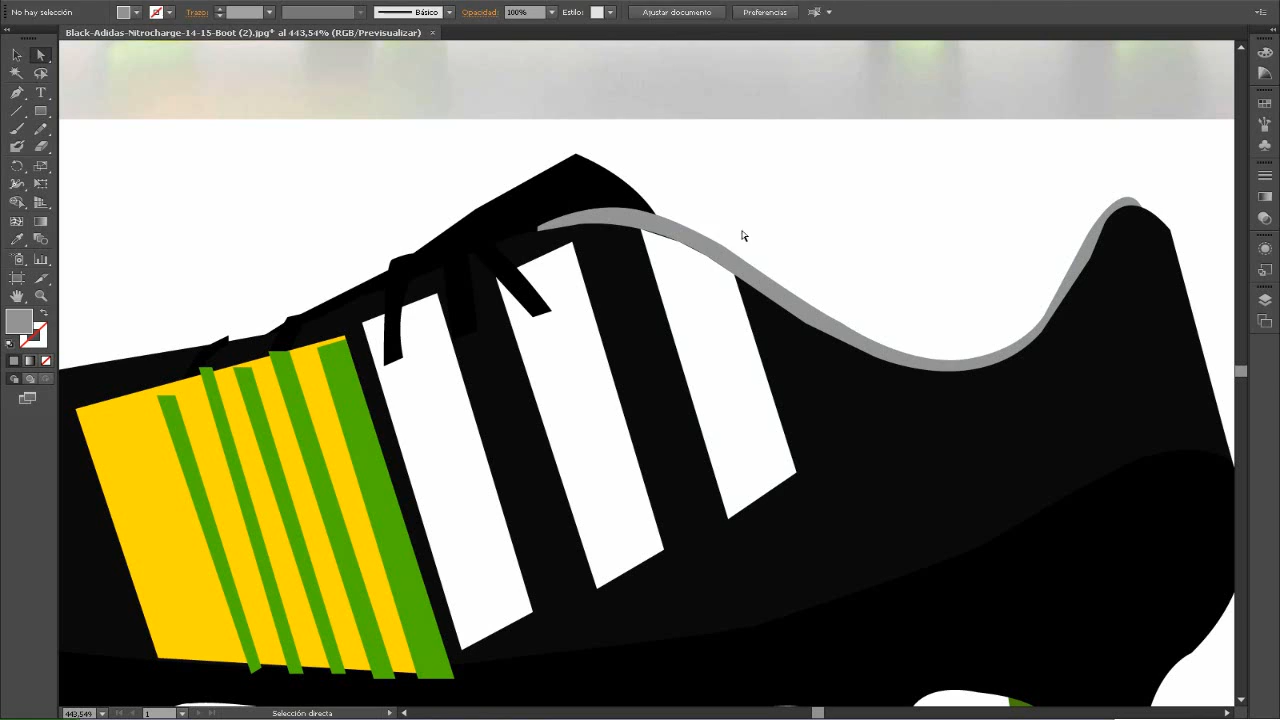 No hay selección Trazo: Básico Opacidad: 100% Estilo: Ajustar documento Preferencias
Black-Adidas-Nitrocharge-14-15-Boot (2).jpg* al 443,54% (RGB/Previsualizar) ×
T
443,549 1 Selección directa